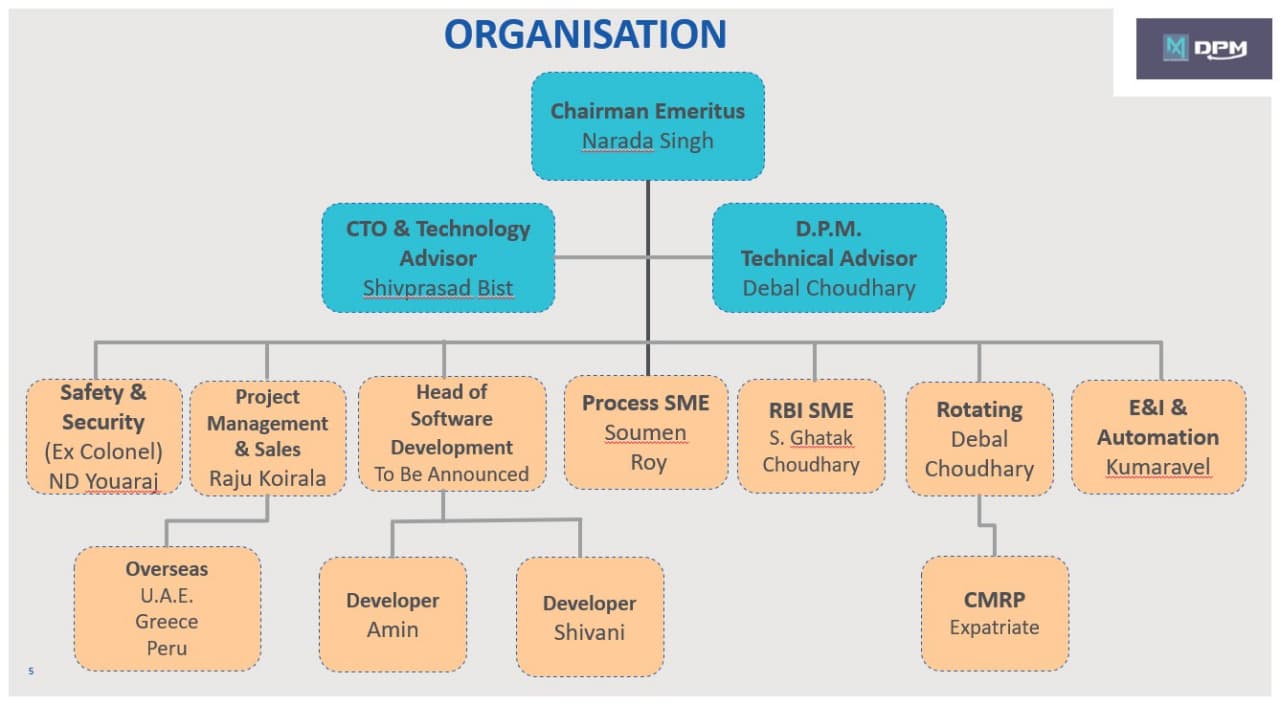 ORGANISATION
DPM
Chairman Emeritus
Narada Singh
CTO & Technology
Advisor
Shivprasad Bist
D.P.M.
Technical Advisor
Debal Choudhary
Safety &
Security
(Ex Colonel)
ND Youaraj
Project
Management
& Sales
Raju Koirala
Head of
Software
Development
To Be Announced
Process SME
Soumen
Roy
RBI SME
S. Ghatak
Choudhary
Rotating
Debal
Choudhary
E&I &
Automation
Kumaravel
Overseas
U.A.E.
Greece
Peru
Developer
Amin
Developer
Shivani
CMRP
Expatriate
5